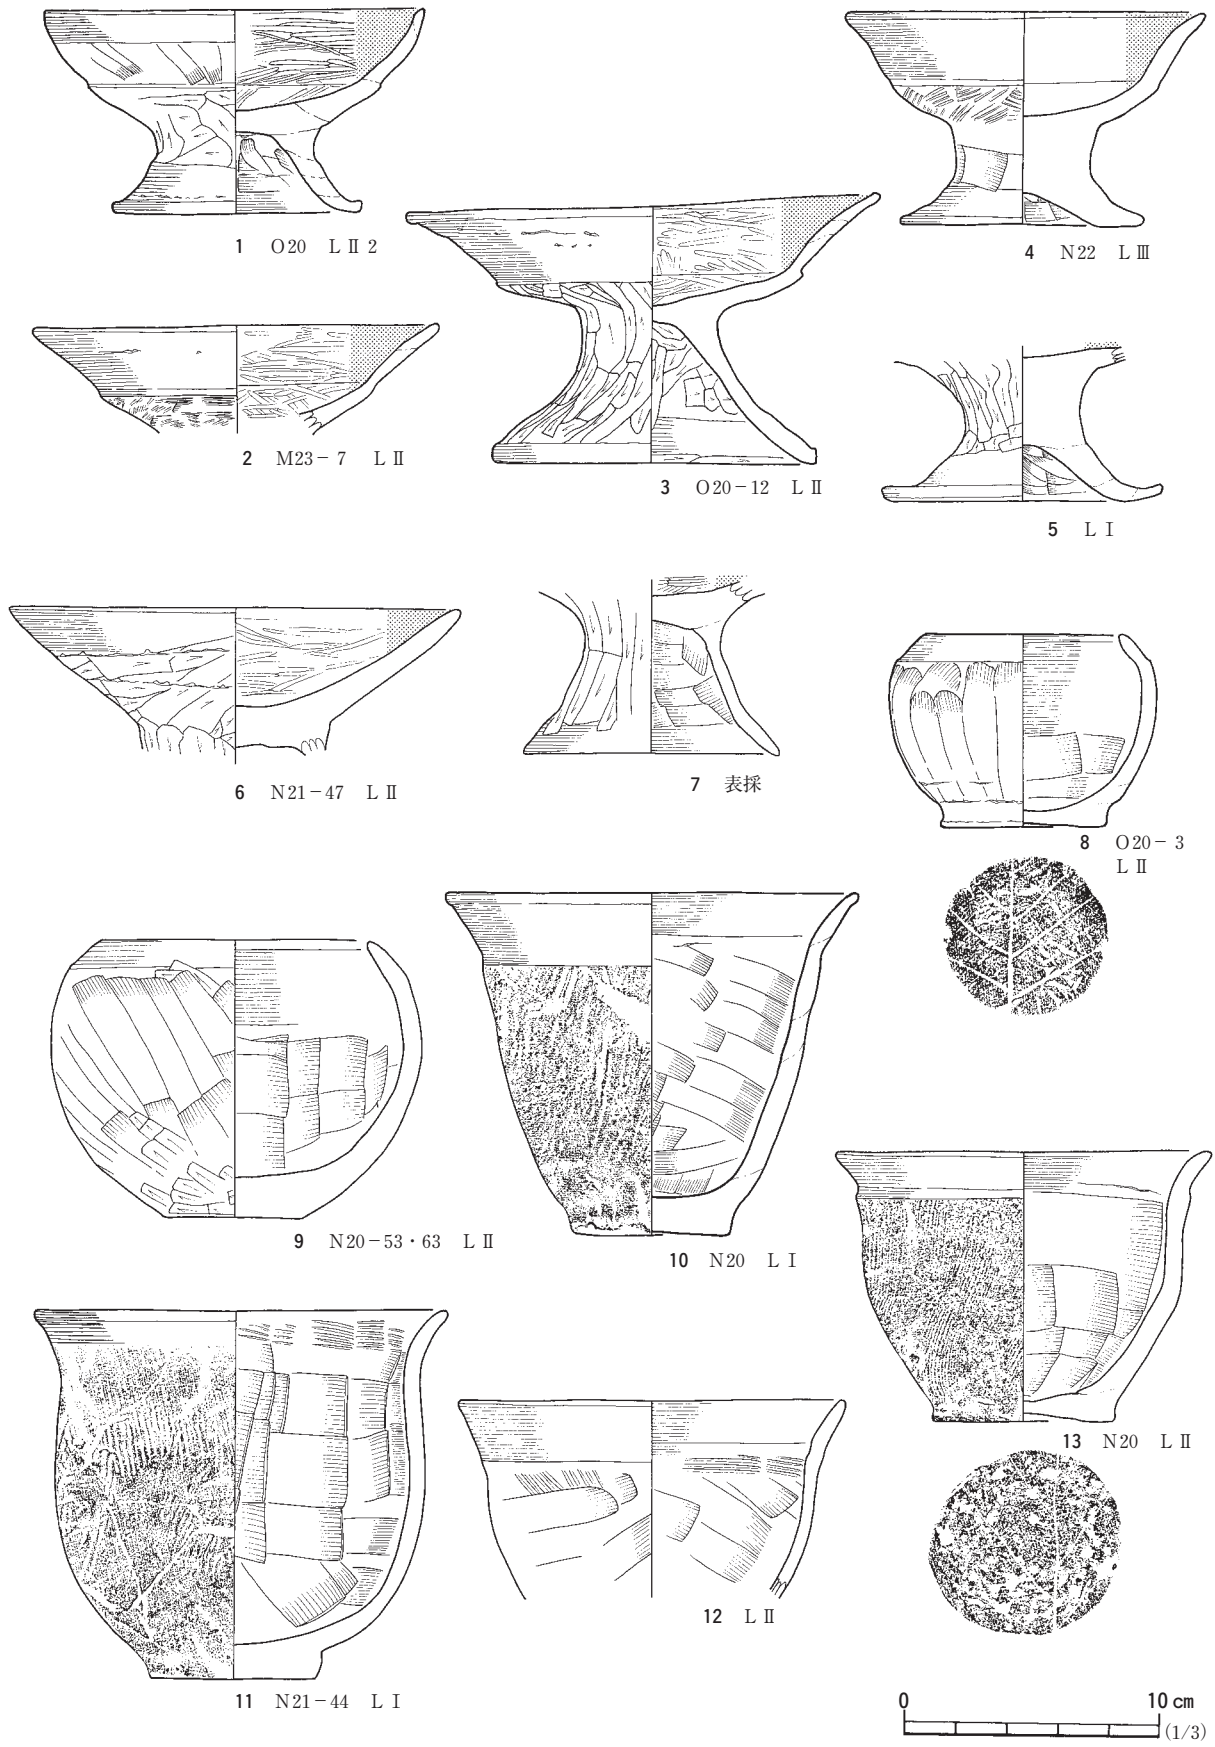 1 O20 LⅡ2
4 N22 LⅢ
2 M23-7 LⅡ
3 O20-12 LⅡ
5 LⅠ
6 N21-47 LⅡ
7 表採
8 O20-3
LⅡ
9 N20-53・63 LⅡ
10 N20 LⅠ
13 N20 LⅡ
12 LⅡ
11 N21-44 LⅠ
0 10 cm
(1/3)